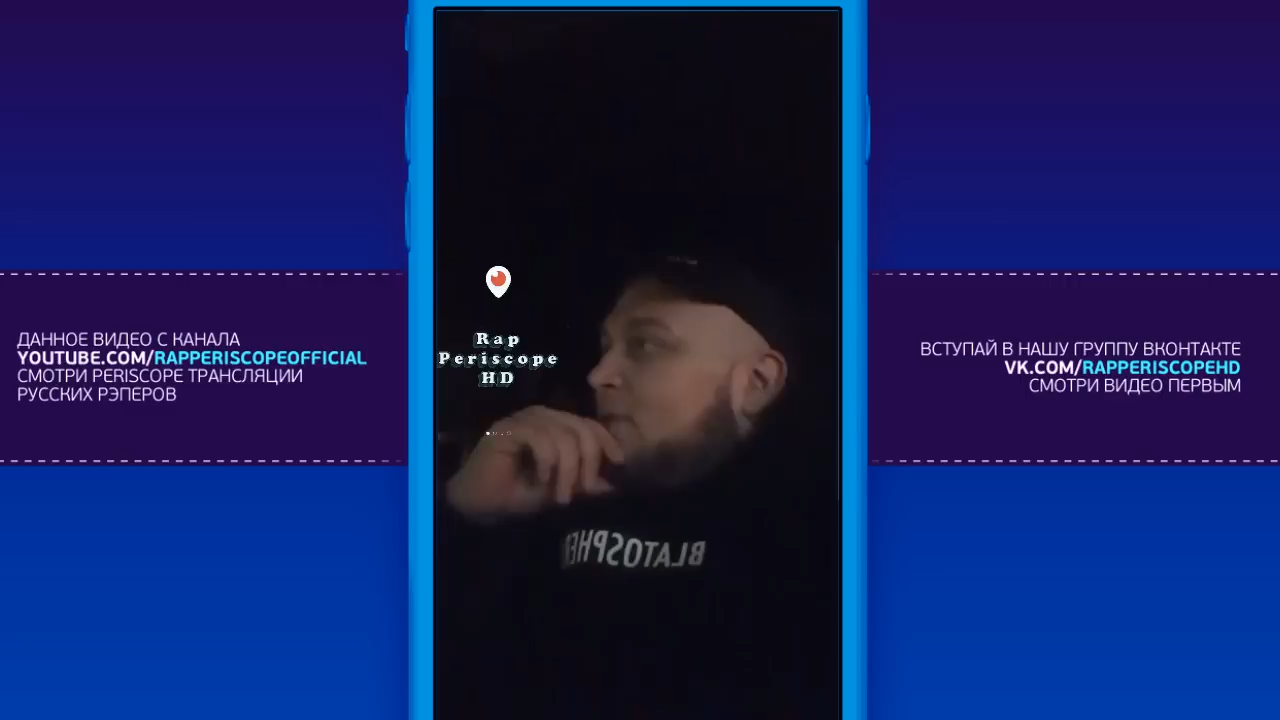 ДАННОЕ ВИДЕО С КАНАЛА
YOUTUBE.COM/RAPPERISCOPEOFFICIAL
СМОТРИ PERISCOPE ТРАНСЛЯЦИИ
РУССКИХ РЭПЕРОВ
Rap
Periscope
HD
BLATOSPHE
ВСТУПАЙ В НАШУ ГРУППУ ВКОНТАКТЕ
VK.COM/RAPPERISCOPEHD
СМОТРИ ВИДЕО ПЕРВЫМ